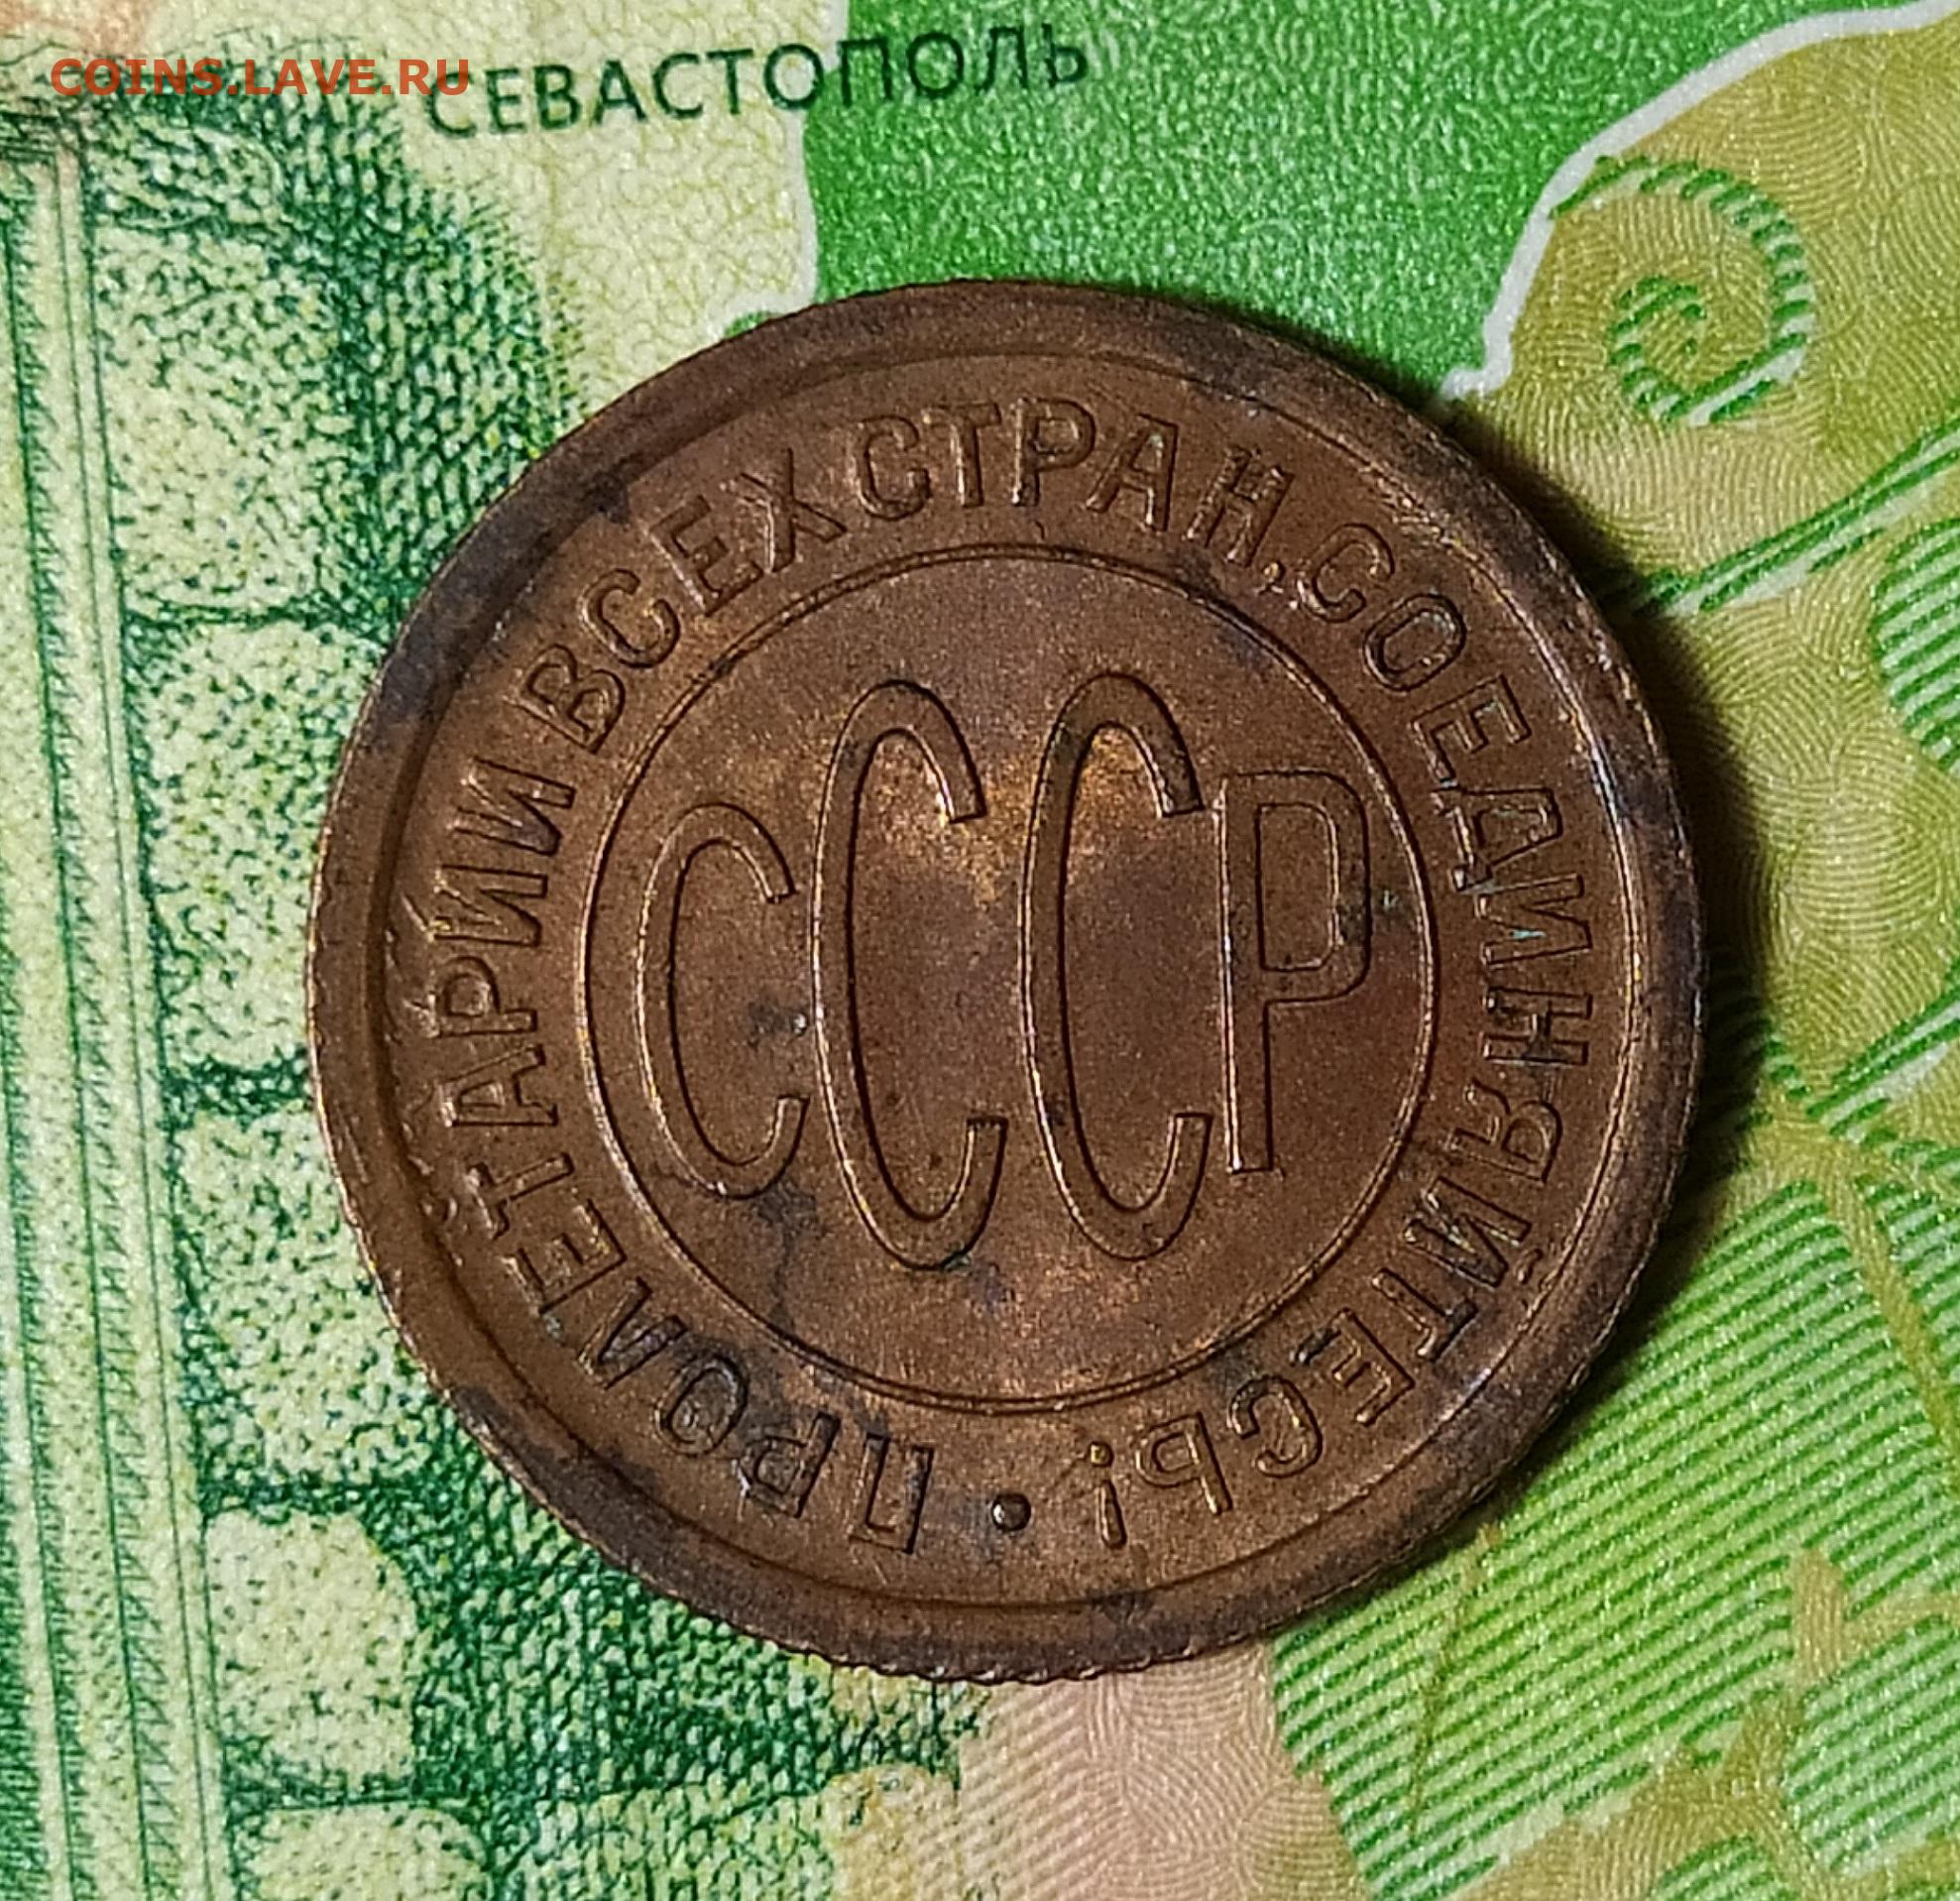 COINS.LAVE.RU
СЕВАСТОПОЛЬ
ПРОЛЕТАРИИ ВСЕХ СТРАН, СОЕДИНЯЙТЕСЬ! •
СССР